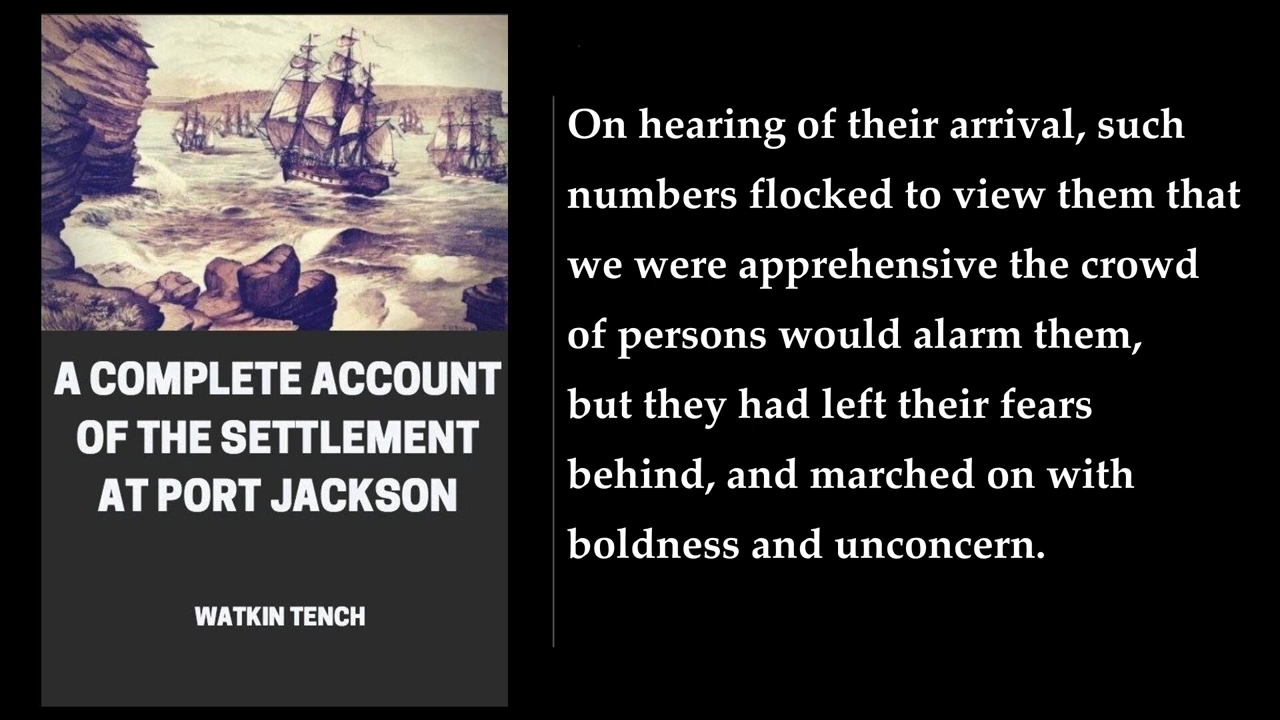 A COMPLETE ACCOUNT
OF THE SETTLEMENT
AT PORT JACKSON
WATKIN TENCH
On hearing of their arrival, such
numbers flocked to view them that
we were apprehensive the crowd
of persons would alarm them,
but they had left their fears
behind, and marched on with
boldness and unconcern.